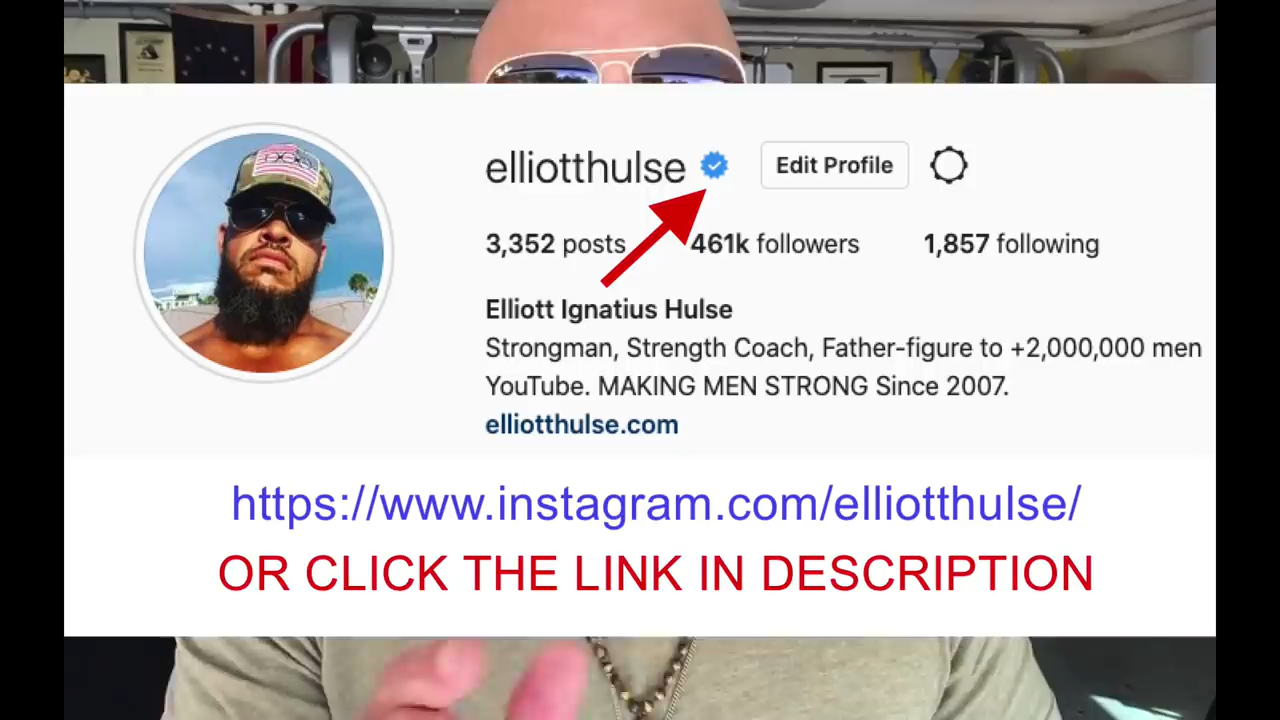 elliotthulse
Edit Profile
3,352 posts
461k followers
1,857 following
Elliott Ignatius Hulse
Strongman, Strength Coach, Father-figure to +2,000,000 men
YouTube. MAKING MEN STRONG Since 2007.
elliotthulse.com
https://www.instagram.com/elliotthulse/
OR CLICK THE LINK IN DESCRIPTION